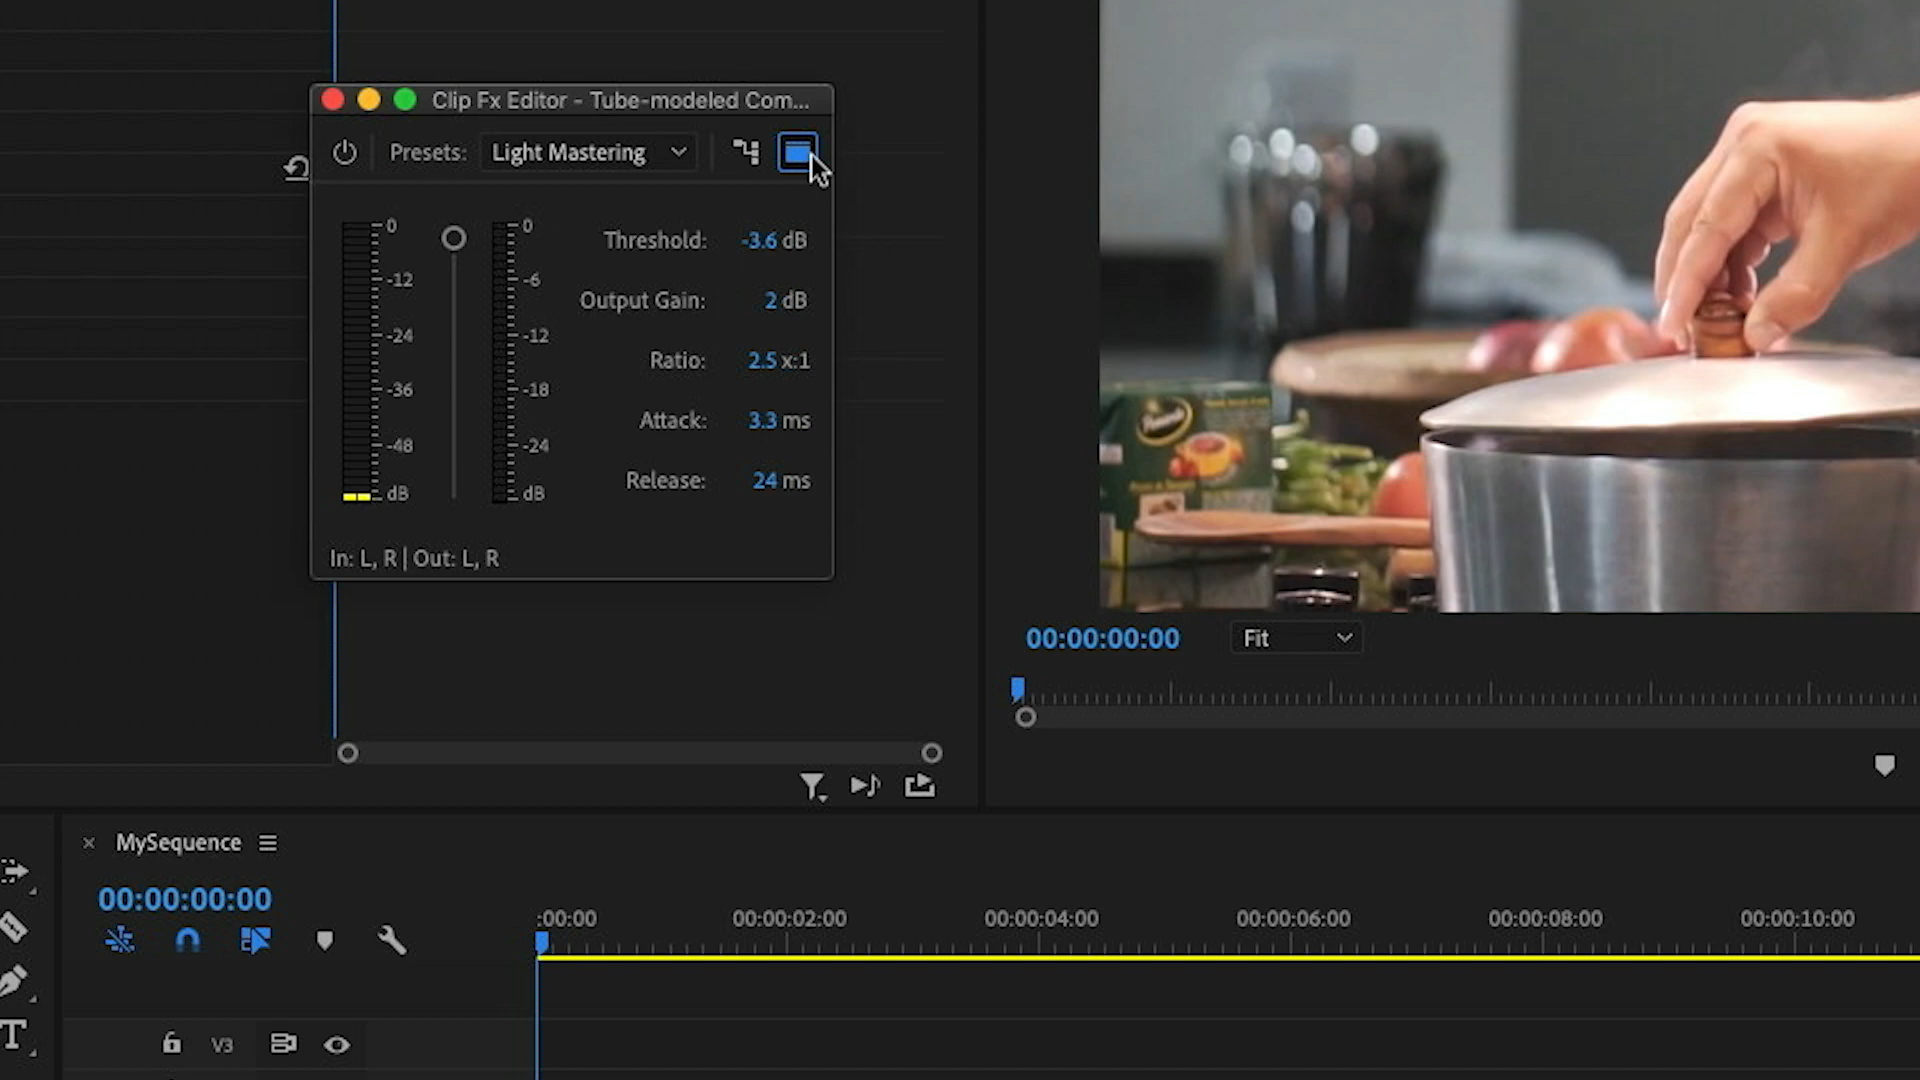 Clip Fx Editor - Tube-modeled Com...
Presets: Light Mastering
0
-12
-24
-36
-48
dB
0
-6
-12
-18
-24
dB
Threshold: -3.6 dB
Output Gain: 2 dB
Ratio: 2.5 x:1
Attack: 3.3 ms
Release: 24 ms
In: L, R | Out: L, R
00:00:00:00 Fit
× MySequence
00:00:00:00
:00:00 00:00:02:00 00:00:04:00 00:00:06:00 00:00:08:00 00:00:10:00
V3